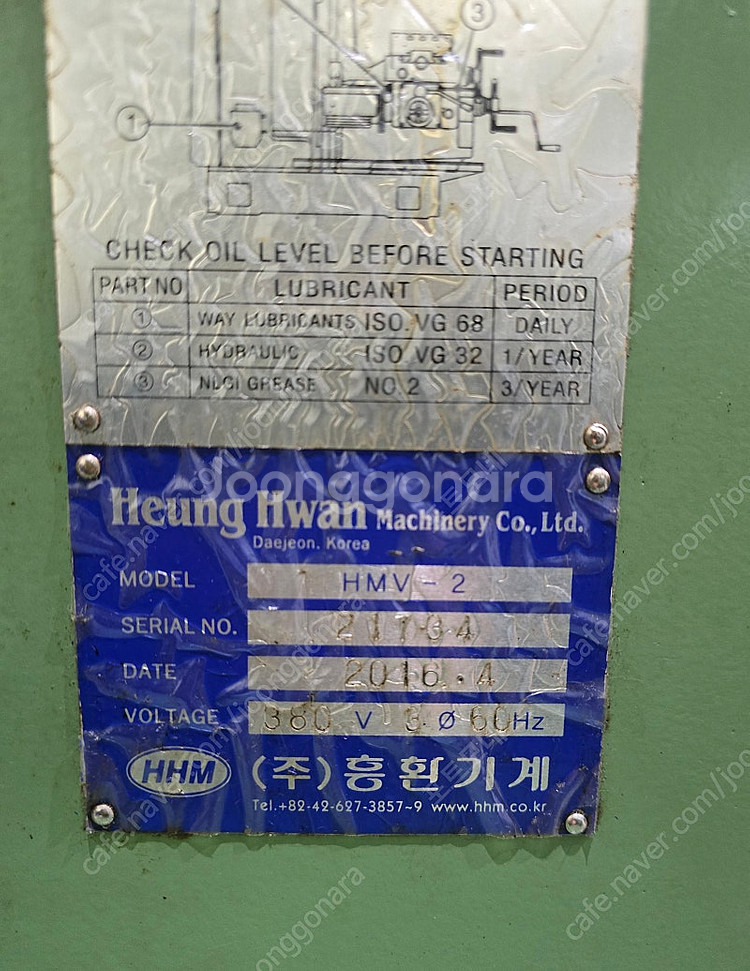 ③
①
CHECK OIL LEVEL BEFORE STARTING
PART NO LUBRICANT PERIOD
① WAY LUBRICANTS ISO VG 68 DAILY
② HYDRAULIC ISO VG 32 1/YEAR
③ NLGI GREASE NO.2 3/YEAR
joonggonara
Heung Hwan Machinery Co., Ltd.
Daejeon. Korea
MODEL HMV-2
SERIAL NO.
DATE 2016.4
VOLTAGE 380 V 3 Ø 60Hz
HHM (주)흥환기계
Tel.+82-42-627-3857~9 www.hhm.co.kr
cafe.naver.com/joonggonara